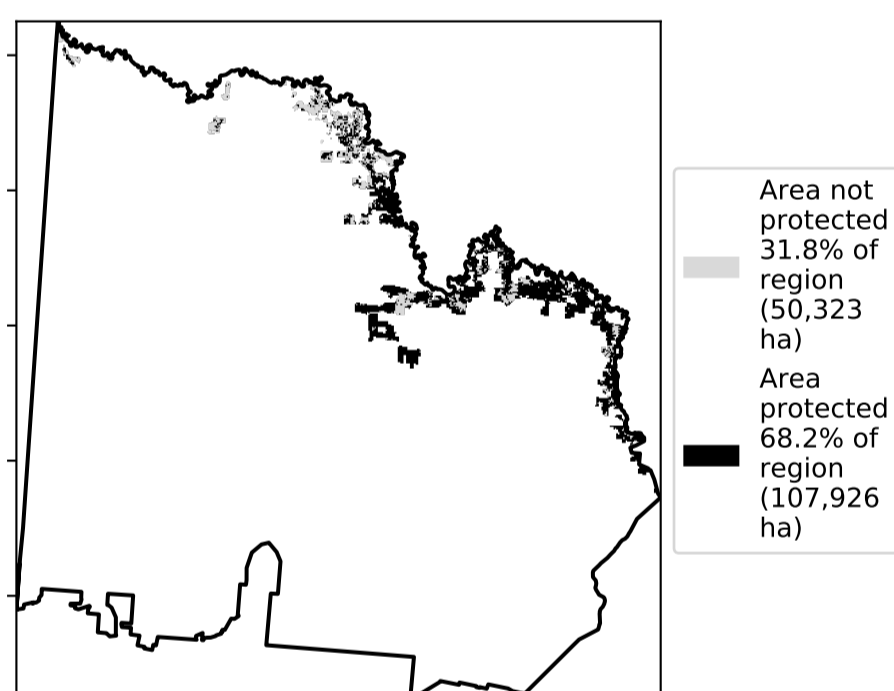 Area not
protected
31.8% of
region
(50,323
ha)
Area
protected
68.2% of
region
(107,926
ha)